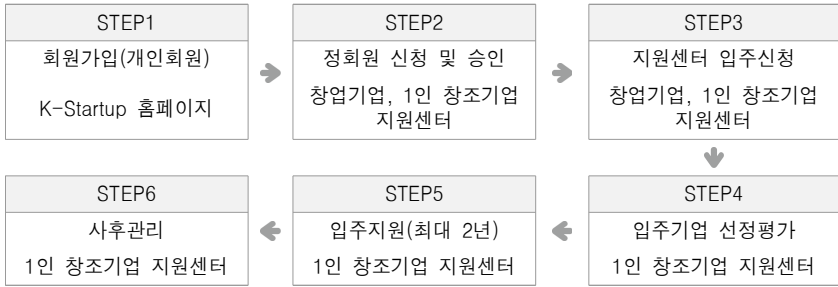 STEP1
회원가입(개인회원)
K-Startup 홈페이지
STEP2
정회원 신청 및 승인
창업기업, 1인 창조기업
지원센터
STEP3
지원센터 입주신청
창업기업, 1인 창조기업
지원센터
STEP4
입주기업 선정평가
1인 창조기업 지원센터
STEP5
입주지원(최대 2년)
1인 창조기업 지원센터
STEP6
사후관리
1인 창조기업 지원센터